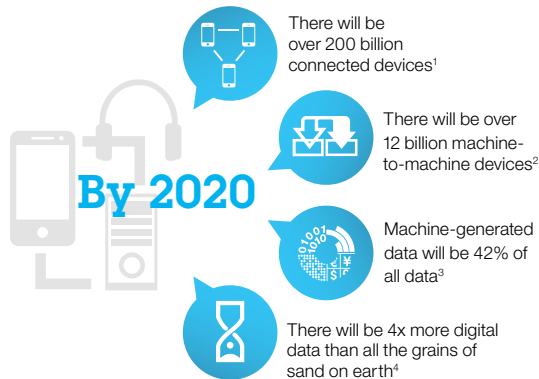 There will be
over 200 billion
connected devices¹
There will be over
12 billion machine-
to-machine devices²
By 2020
Machine-generated
data will be 42% of
all data³
There will be 4x more digital
data than all the grains of
sand on earth⁴
01001
1010
£ ¥
$ €